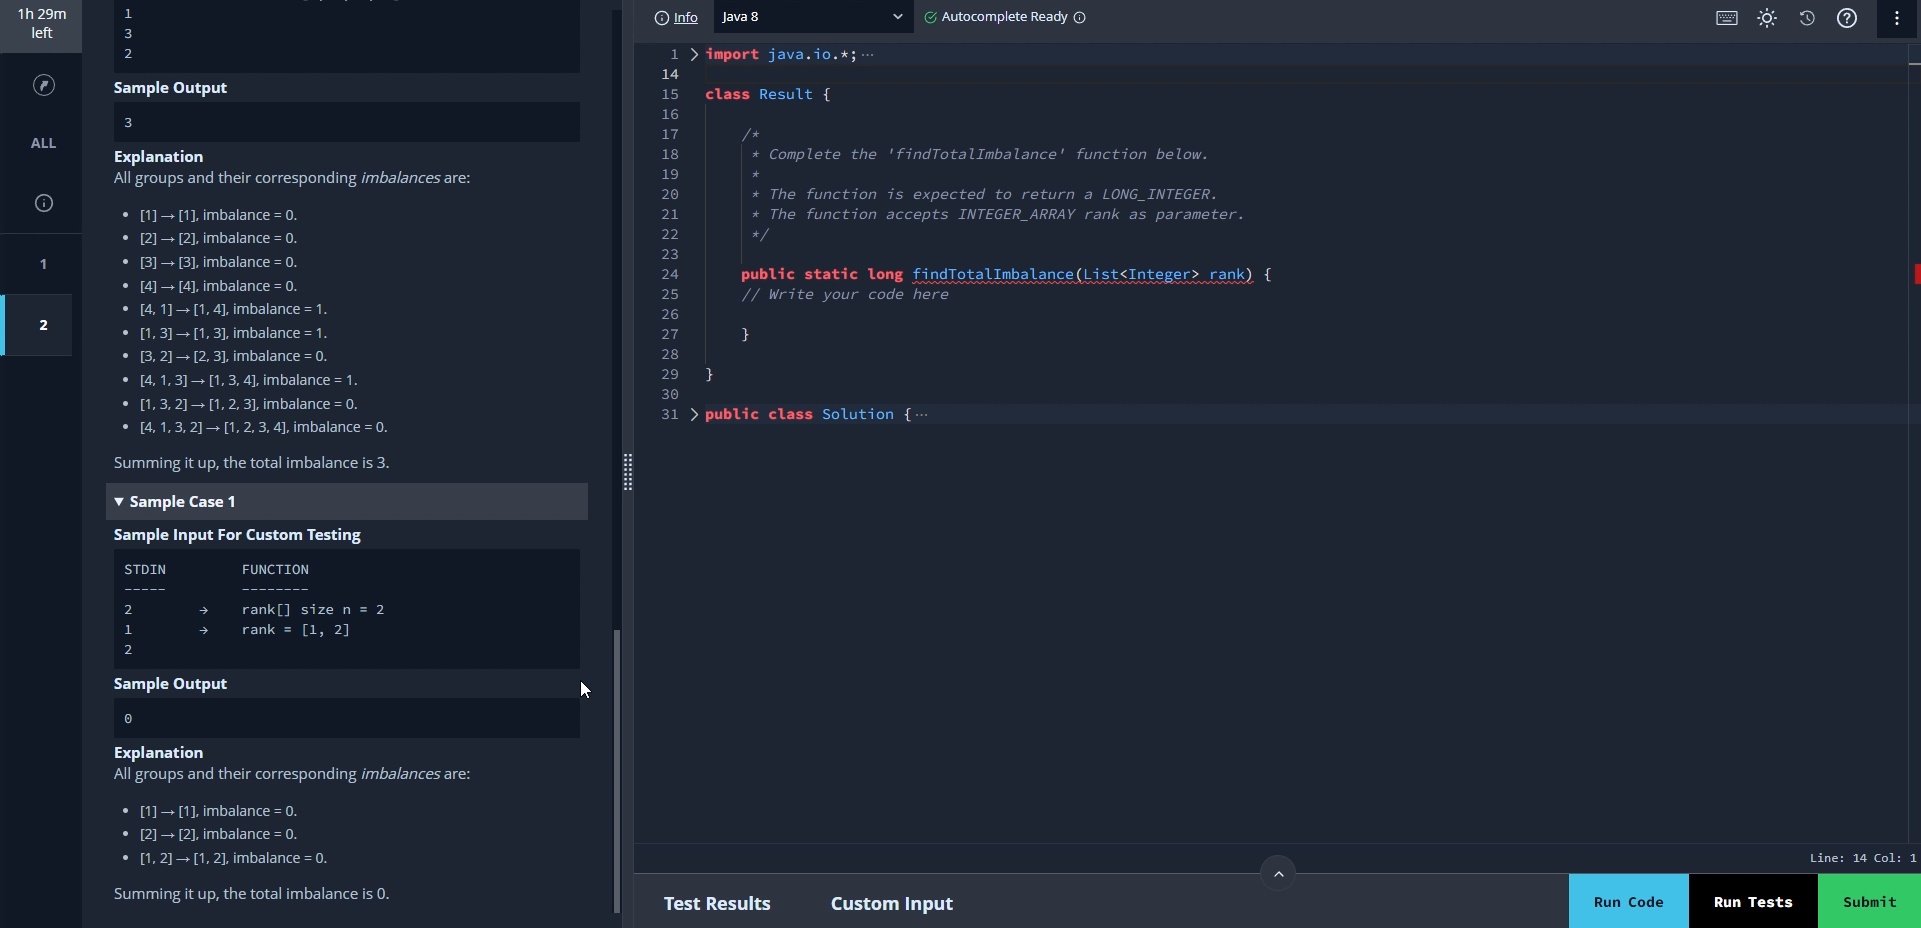 1h 29m
left
ALL
1
2
1
3
2
Sample Output
3
Explanation
All groups and their corresponding imbalances are:
• [1] → [1], imbalance = 0.
• [2] → [2], imbalance = 0.
• [3] → [3], imbalance = 0.
• [4] → [4], imbalance = 0.
• [4, 1] → [1, 4], imbalance = 1.
• [1, 3] → [1, 3], imbalance = 1.
• [3, 2] → [2, 3], imbalance = 0.
• [4, 1, 3] → [1, 3, 4], imbalance = 1.
• [1, 3, 2] → [1, 2, 3], imbalance = 0.
• [4, 1, 3, 2] → [1, 2, 3, 4], imbalance = 0.
Summing it up, the total imbalance is 3.
▼ Sample Case 1
Sample Input For Custom Testing
STDIN FUNCTION
----- --------
2 → rank[] size n = 2
1 → rank = [1, 2]
2
Sample Output
0
Explanation
All groups and their corresponding imbalances are:
• [1] → [1], imbalance = 0.
• [2] → [2], imbalance = 0.
• [1, 2] → [1, 2], imbalance = 0.
Summing it up, the total imbalance is 0.
Info Java 8 Autocomplete Ready
1 import java.io.*;···
14
15 class Result {
16
17 /*
18 * Complete the 'findTotalImbalance' function below.
19 *
20 * The function is expected to return a LONG_INTEGER.
21 * The function accepts INTEGER_ARRAY rank as parameter.
22 */
23
24 public static long findTotalImbalance(List<Integer> rank) {
25 // Write your code here
26
27 }
28
29 }
30
31 public class Solution {···
Line: 14 Col: 1
Test Results Custom Input Run Code Run Tests Submit